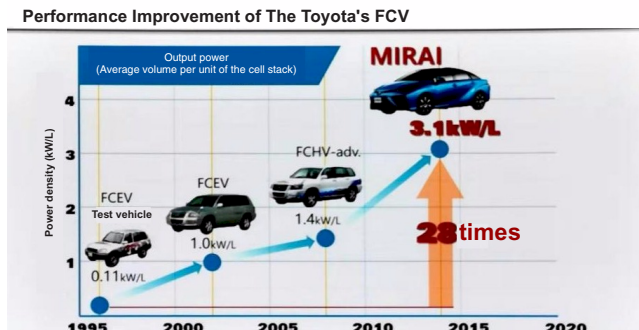 Performance Improvement of The Toyota's FCV
Output power
(Average volume per unit of the cell stack)
MIRAI
3.1kW/L
FCHV-adv.
1.4kW/L
FCEV
1.0kW/L
FCEV
Test vehicle
0.11kW/L
28 times
Power density (kW/L)
4
3
2
1
1995 2000 2005 2010 2015 2020